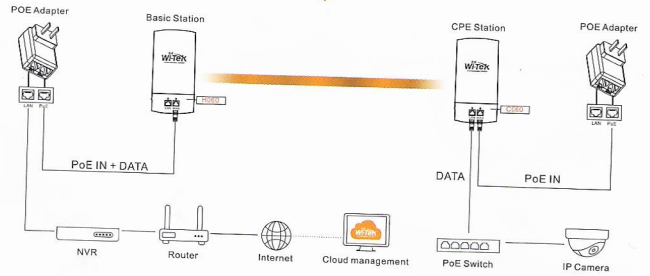 POE Adapter
Basic Station
CPE Station
POE Adapter
Wi-Tek
Wi-Tek
H060
C060
LAN PoE
LAN PoE
PoE IN + DATA
DATA
PoE IN
Wi-Tek
NVR
Router
Internet
Cloud management
PoE Switch
IP Camera